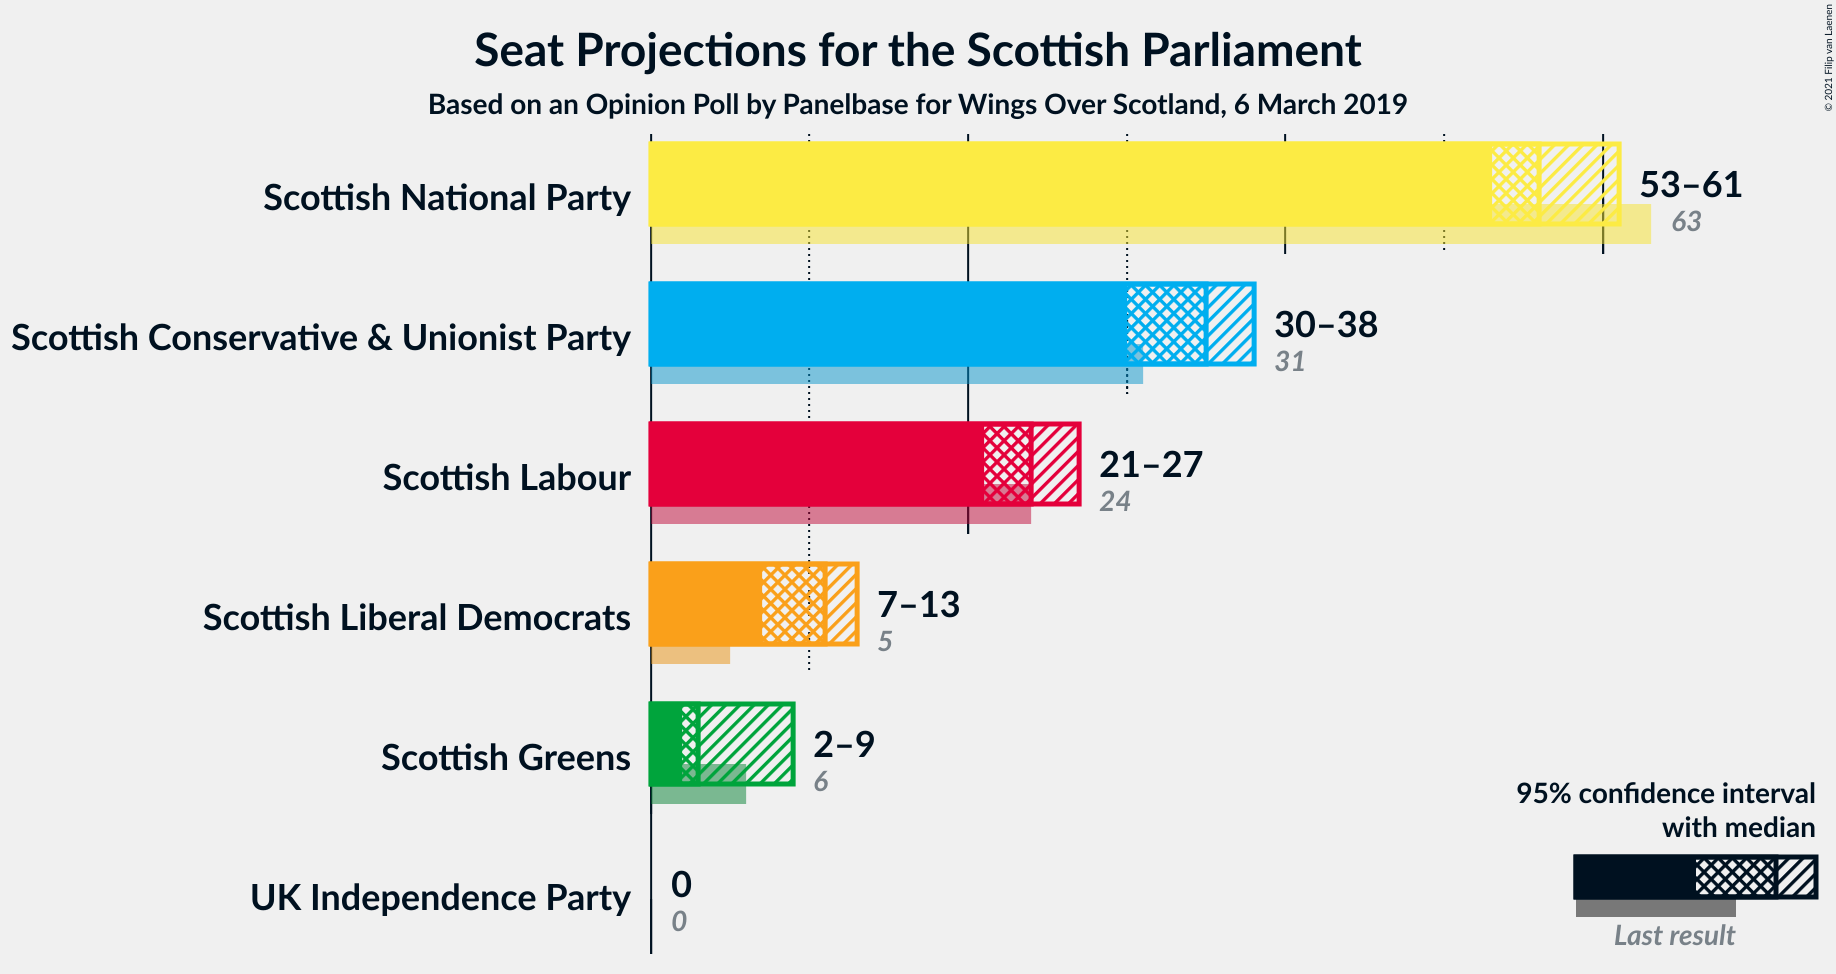 Seat Projections for the Scottish Parliament
Based on an Opinion Poll by Panelbase for Wings Over Scotland, 6 March 2019
© 2021 Filip van Laenen
Scottish National Party
53–61
63
Scottish Conservative & Unionist Party
30–38
31
Scottish Labour
21–27
24
Scottish Liberal Democrats
7–13
5
Scottish Greens
2–9
6
UK Independence Party
0
0
95% confidence interval
with median
Last result